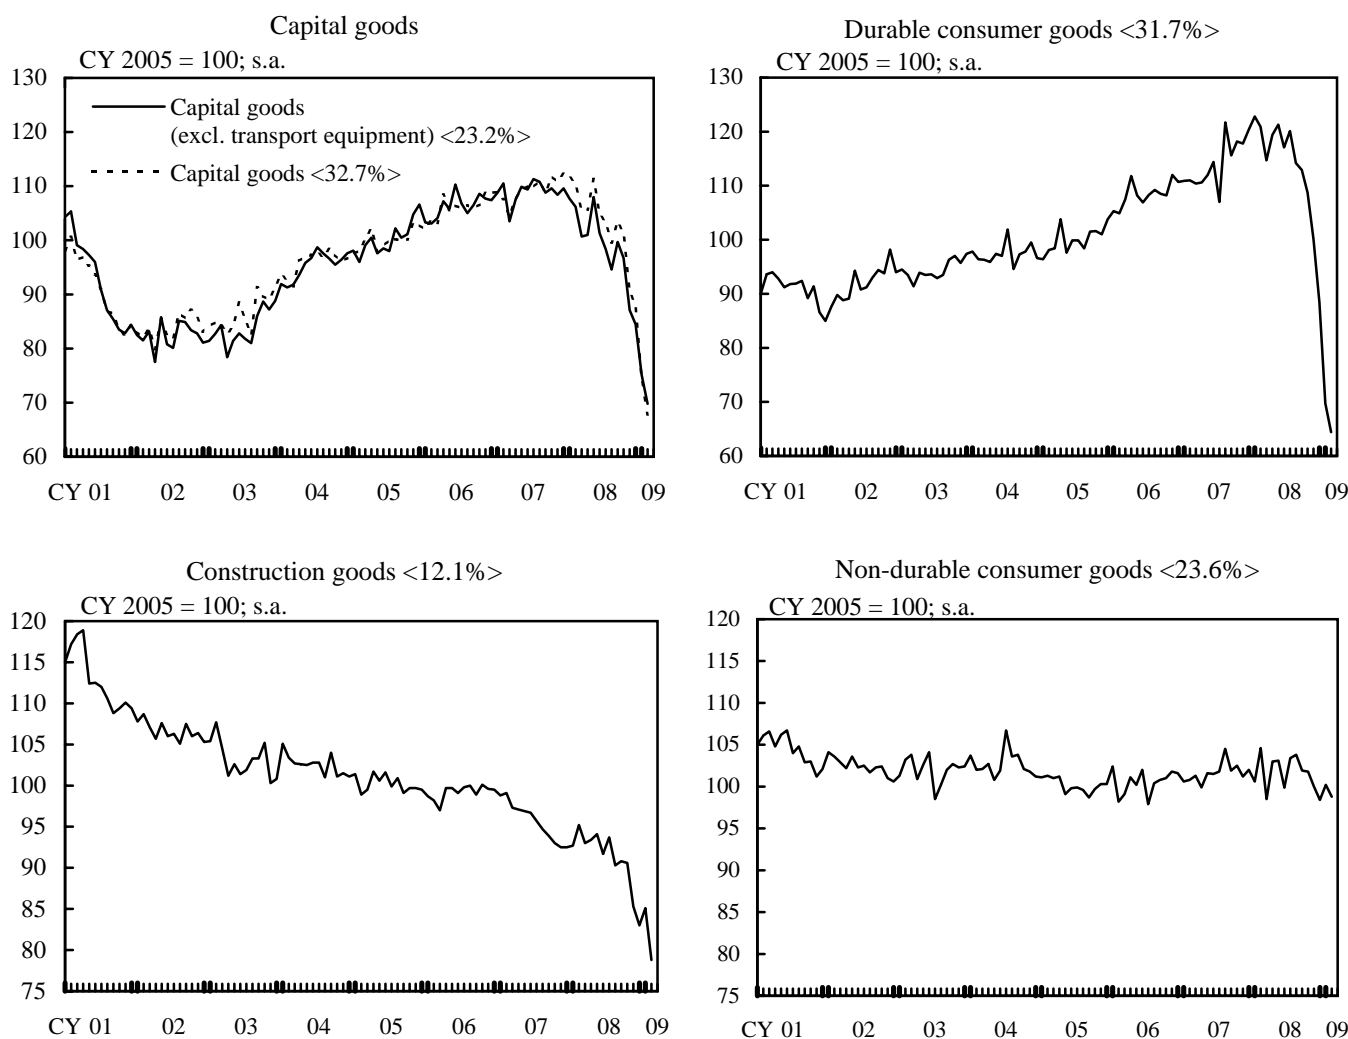 Capital goods
CY 2005 = 100; s.a.
130
120
110
100
90
80
70
60
Capital goods
(excl. transport equipment) <23.2%>
Capital goods <32.7%>
CY 01 02 03 04 05 06 07 08 09
Durable consumer goods <31.7%>
CY 2005 = 100; s.a.
130
120
110
100
90
80
70
60
CY 01 02 03 04 05 06 07 08 09
Construction goods <12.1%>
CY 2005 = 100; s.a.
120
115
110
105
100
95
90
85
80
75
CY 01 02 03 04 05 06 07 08 09
Non-durable consumer goods <23.6%>
CY 2005 = 100; s.a.
120
115
110
105
100
95
90
85
80
75
CY 01 02 03 04 05 06 07 08 09